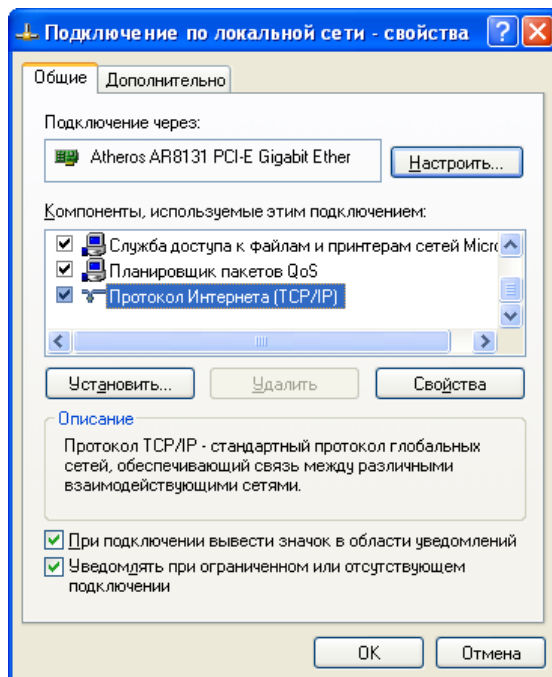 Подключение по локальной сети - свойства
Общие
Дополнительно
Подключение через:
Atheros AR8131 PCI-E Gigabit Ether
Настроить...
Компоненты, используемые этим подключением:
Служба доступа к файлам и принтерам сетей Micro
Планировщик пакетов QoS
Протокол Интернета (TCP/IP)
Установить...
Удалить
Свойства
Описание
Протокол TCP/IP - стандартный протокол глобальных
сетей, обеспечивающий связь между различными
взаимодействующими сетями.
При подключении вывести значок в области уведомлений
Уведомлять при ограниченном или отсутствующем
подключении
OK
Отмена